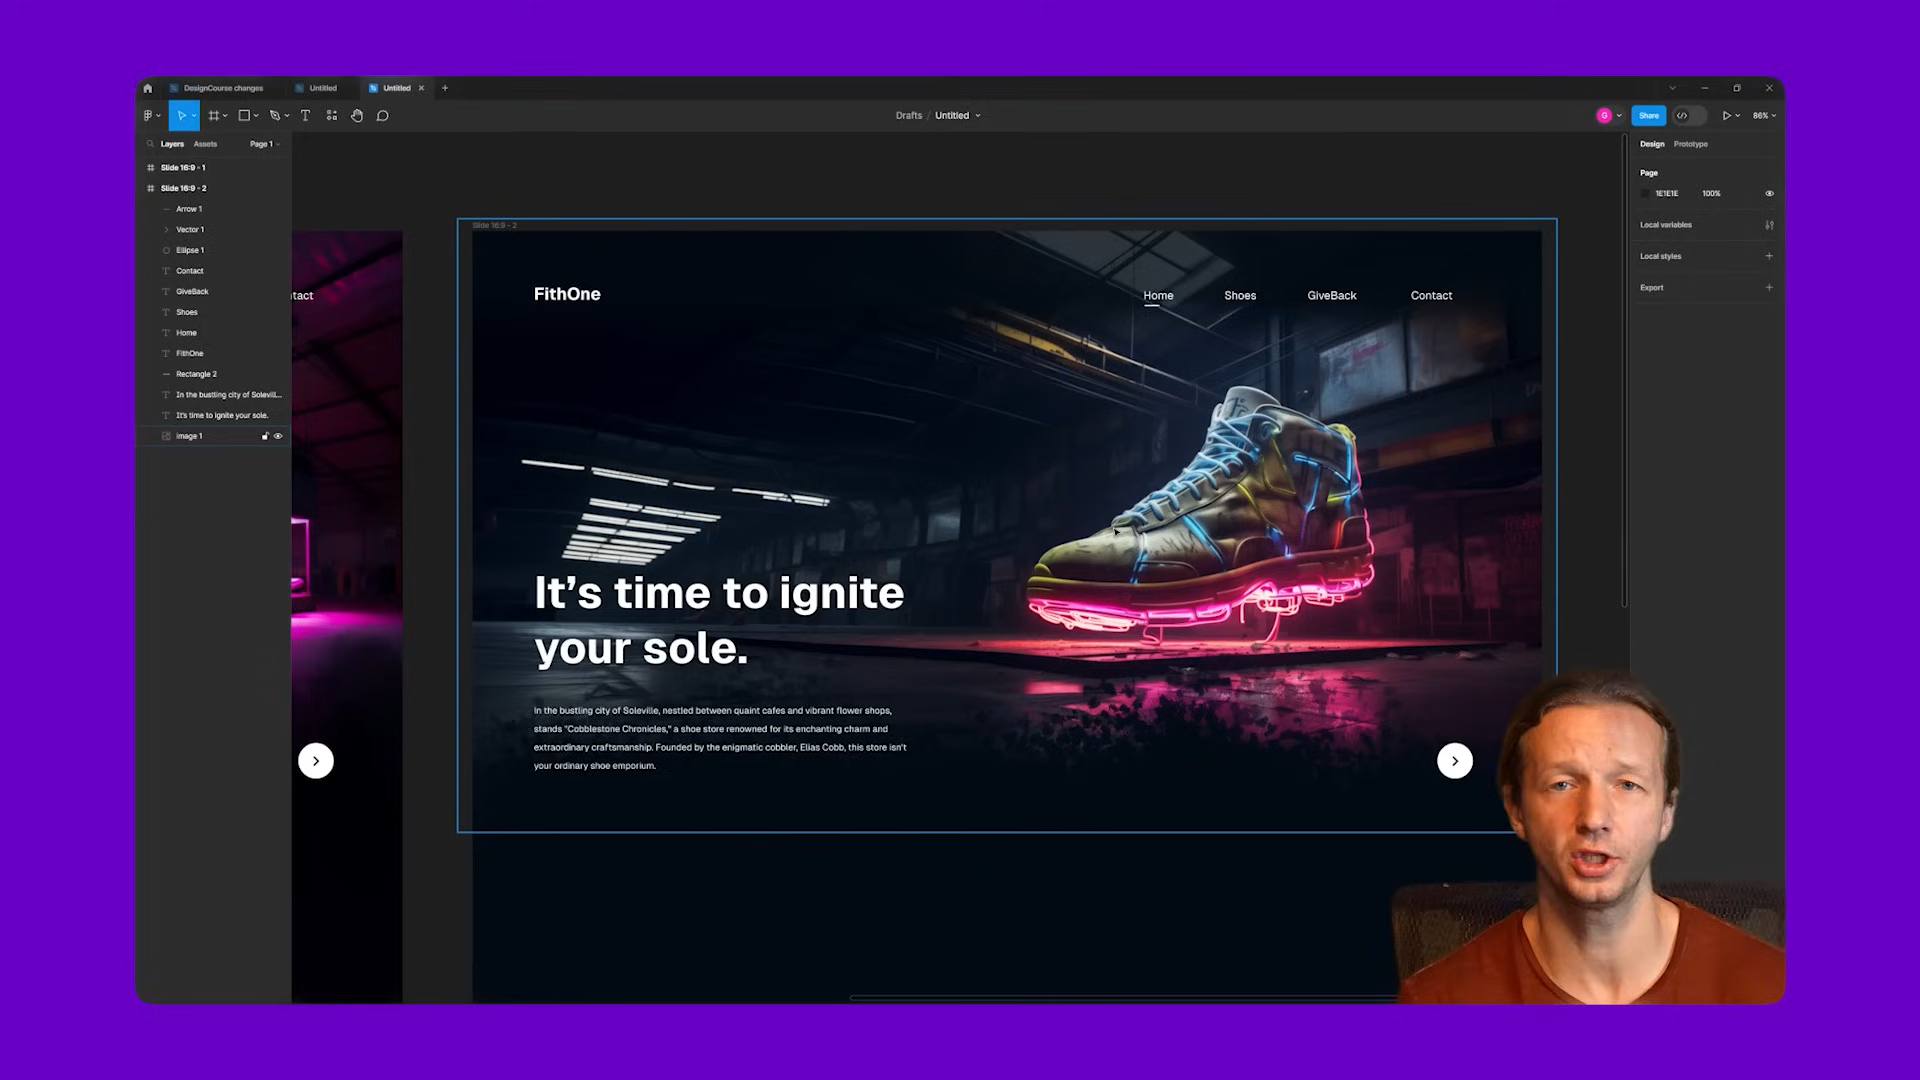 DesignCourse changes
Untitled
Untitled
Drafts / Untitled
G
Share
86%
Layers
Assets
Page 1
Slide 16:9 - 1
Slide 16:9 - 2
Arrow 1
Vector 1
Ellipse 1
Contact
GiveBack
Shoes
Home
FithOne
Rectangle 2
In the bustling city of Solevill...
It's time to ignite your sole.
image 1
Design
Prototype
Page
1E1E1E
100%
Local variables
Local styles
Export
ntact
Slide 16:9 - 2
FithOne
Home
Shoes
GiveBack
Contact
It's time to ignite
your sole.
In the bustling city of Soleville, nestled between quaint cafes and vibrant flower shops,
stands "Cobblestone Chronicles," a shoe store renowned for its enchanting charm and
extraordinary craftsmanship. Founded by the enigmatic cobbler, Elias Cobb, this store isn't
your ordinary shoe emporium.